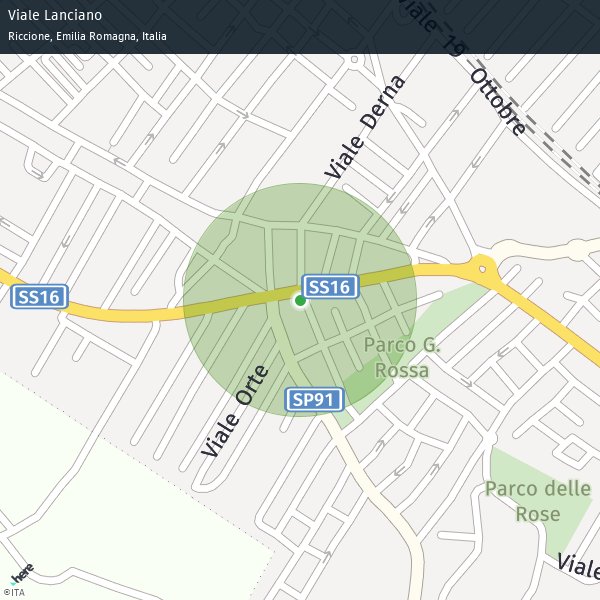 Viale Lanciano
Riccione, Emilia Romagna, Italia
Viale 19 Ottobre
Viale Derna
SS16
SS16
Parco G.
Rossa
SP91
Viale Orte
Parco delle
Rose
Viale
here
©ITA